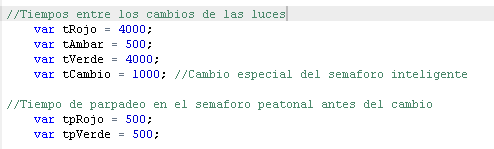 //Tiempos entre los cambios de las luces
var tRojo = 4000;
var tAmbar = 500;
var tVerde = 4000;
var tCambio = 1000; //Cambio especial del semaforo inteligente
//Tiempo de parpadeo en el semaforo peatonal antes del cambio
var tpRojo = 500;
var tpVerde = 500;